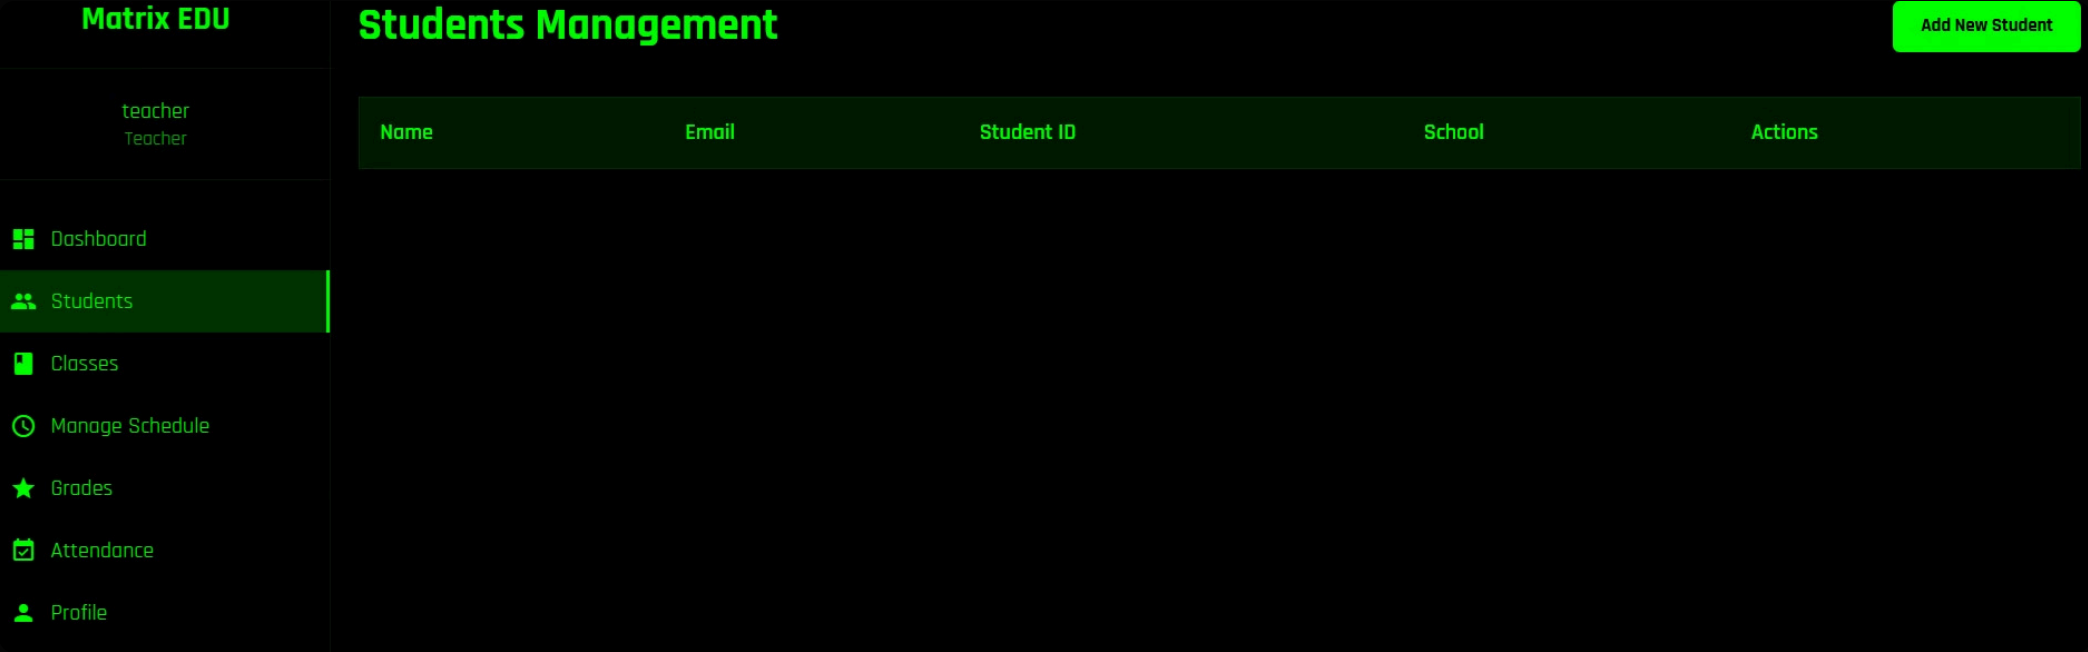 Matrix EDU
teacher
Teacher
Dashboard
Students
Classes
Manage Schedule
Grades
Attendance
Profile
Students Management
Add New Student
Name Email Student ID School Actions